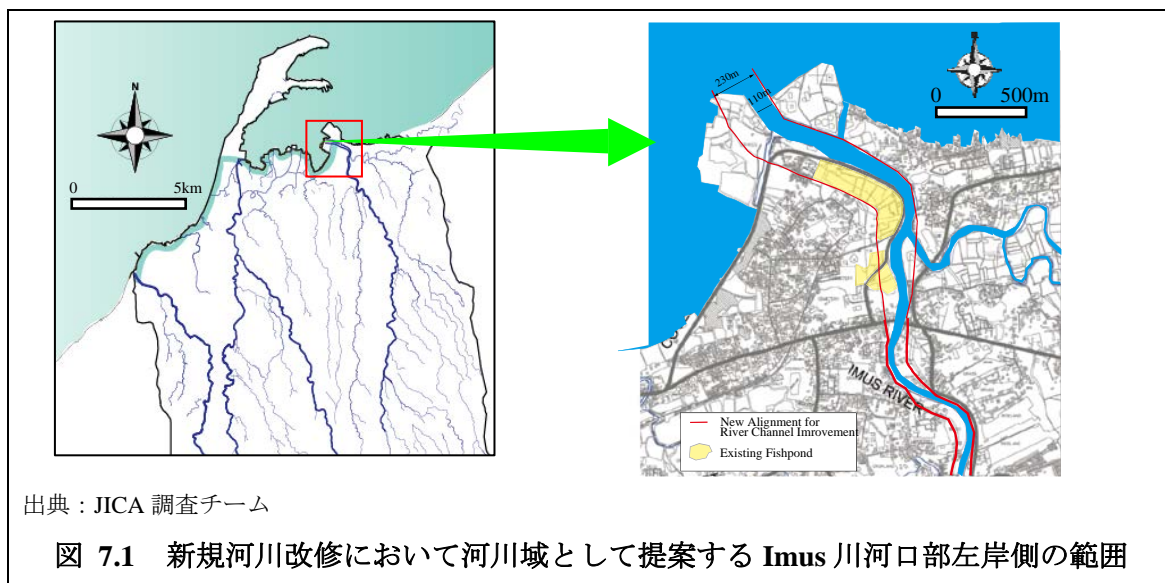 N
0
5km
230m
110m
0
500m
IMUS RIVER
New Alignment for
River Channel Imrovement
Existing Fishpond
出典：JICA 調査チーム
図 7.1 新規河川改修において河川域として提案する Imus 川河口部左岸側の範囲